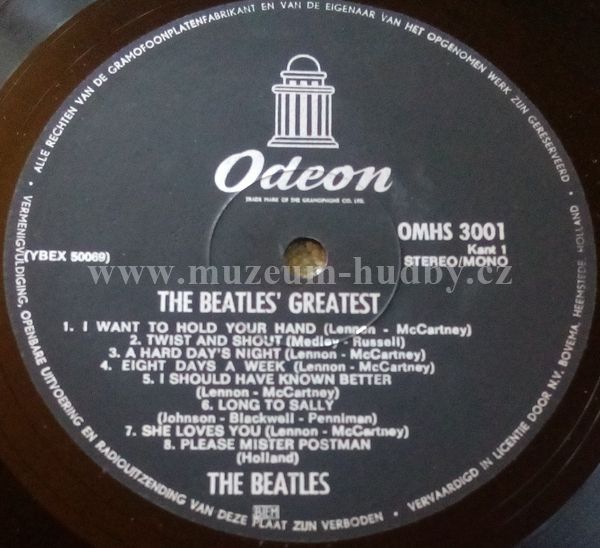 • ALLE RECHTEN VAN DE GRAMOFOONPLATENFABRIKANT EN VAN DE EIGENAAR VAN HET OPGENOMEN WERK ZIJN GERESERVEERD •
Odeon
TRADE MARK OF THE GRAMOPHONE CO. LTD.
OMHS 3001
Kant 1
(YBEX 50069)
STEREO/MONO
www.muzeum-hudby.cz
THE BEATLES' GREATEST
1. I WANT TO HOLD YOUR HAND (Lennon - McCartney)
2. TWIST AND SHOUT (Medley - Russell)
3. A HARD DAY'S NIGHT (Lennon - McCartney)
4. EIGHT DAYS A WEEK (Lennon - McCartney)
5. I SHOULD HAVE KNOWN BETTER
(Lennon - McCartney)
6. LONG TO SALLY
(Johnson - Blackwell - Penniman)
7. SHE LOVES YOU (Lennon - McCartney)
8. PLEASE MISTER POSTMAN
(Holland)
THE BEATLES
BIEM
VERMENIGVULDIGING, OPENBARE UITVOERING EN RADIOUITZENDING VAN DEZE PLAAT ZIJN VERBODEN •
VERVAARDIGD IN LICENTIE DOOR N.V. BOVEMA, HEEMSTEDE, HOLLAND